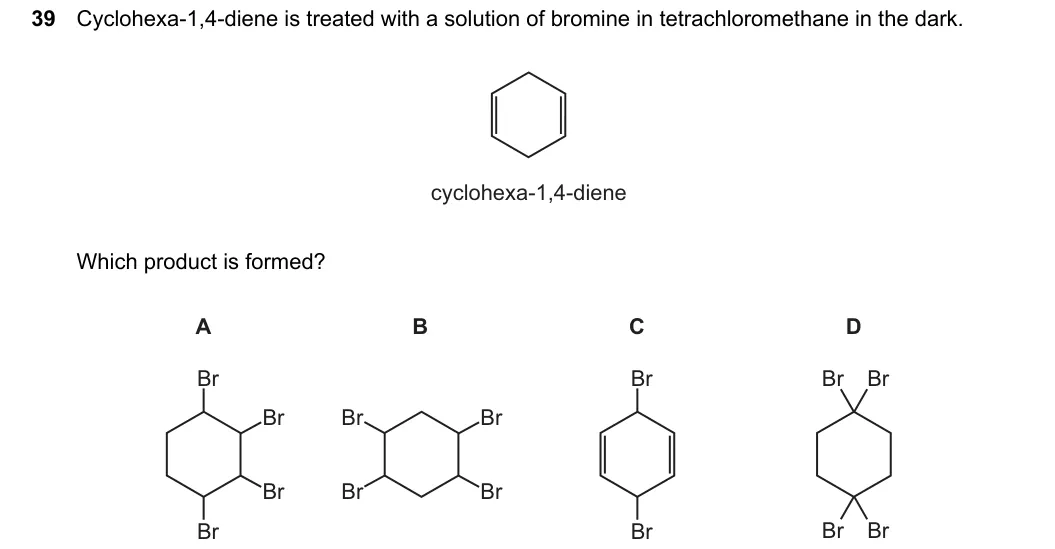 39 Cyclohexa-1,4-diene is treated with a solution of bromine in tetrachloromethane in the dark.
cyclohexa-1,4-diene
Which product is formed?
A B C D
Br Br Br Br
Br Br Br
Br Br Br
Br Br Br Br